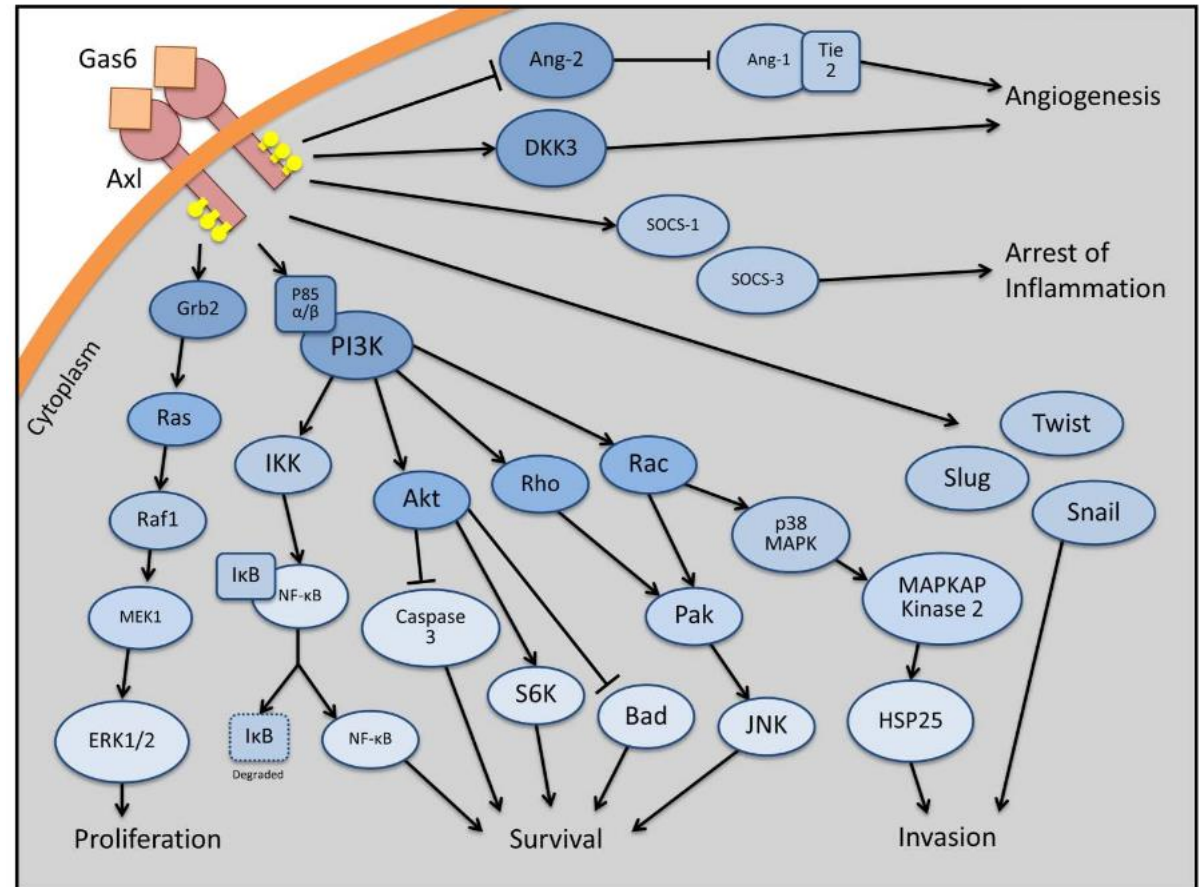 Gas6
Axl
Cytoplasm
Ang-2
Ang-1
Tie
2
Angiogenesis
DKK3
SOCS-1
SOCS-3
Arrest of
Inflammation
Grb2
P85
α/β
PI3K
Ras
IKK
Akt
Rho
Rac
Twist
Slug
Snail
Raf1
p38
MAPK
IκB
NF-κB
MEK1
Caspase
3
Pak
MAPKAP
Kinase 2
S6K
Bad
JNK
HSP25
ERK1/2
IκB
Degraded
NF-κB
Proliferation
Survival
Invasion